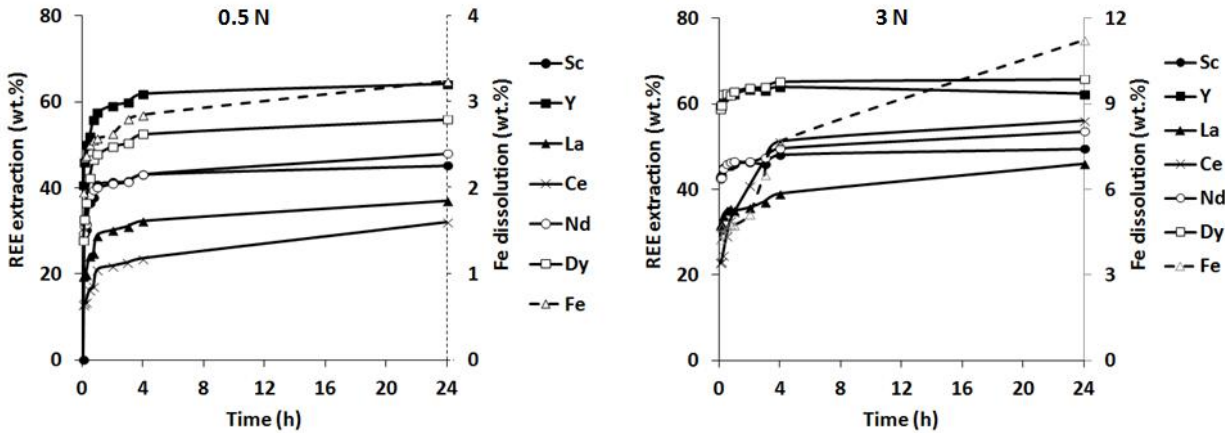 0.5 N
80
60
40
20
0
REE extraction (wt.%)
4
3
2
1
0
Fe dissolution (wt.%)
0 4 8 12 16 20 24
Time (h)
Sc
Y
La
Ce
Nd
Dy
Fe
3 N
80
60
40
20
0
REE extraction (wt.%)
12
9
6
3
0
Fe dissolution (wt.%)
0 4 8 12 16 20 24
Time (h)
Sc
Y
La
Ce
Nd
Dy
Fe